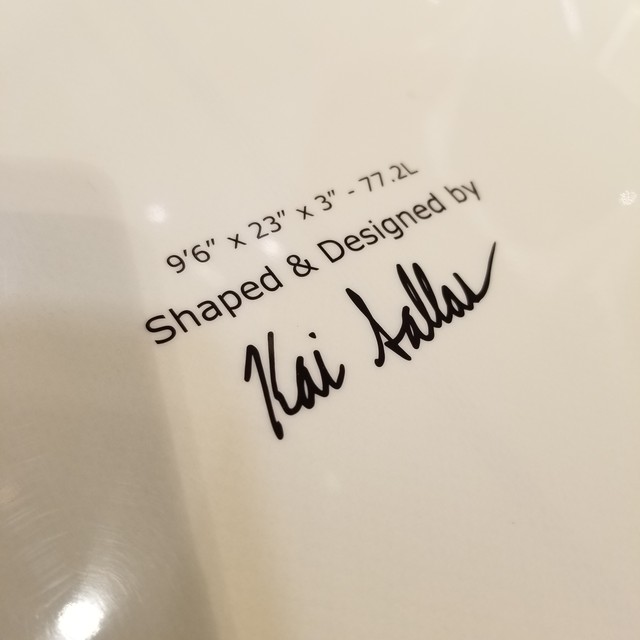 9'6" x 23" x 3" - 77.2L
Shaped & Designed by
Kai Sallas